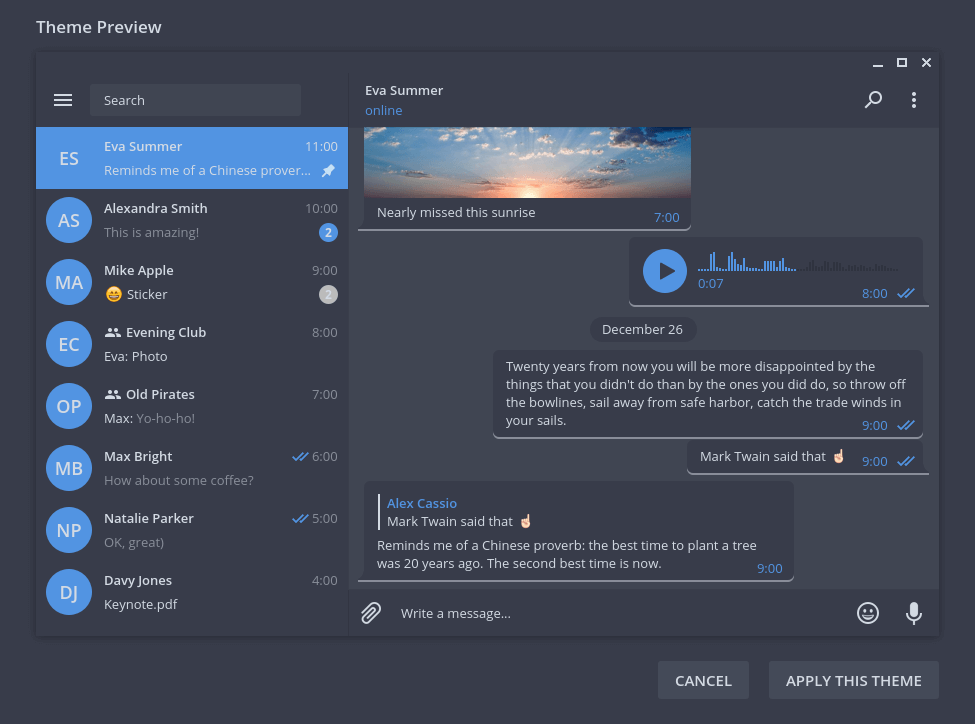 Theme Preview
Search
Eva Summer
online
ES
Eva Summer 11:00
Reminds me of a Chinese prover...
AS
Alexandra Smith 10:00
This is amazing! 2
MA
Mike Apple 9:00
😁 Sticker 2
EC
Evening Club 8:00
Eva: Photo
OP
Old Pirates 7:00
Max: Yo-ho-ho!
MB
Max Bright 6:00
How about some coffee?
NP
Natalie Parker 5:00
OK, great)
DJ
Davy Jones 4:00
Keynote.pdf
Nearly missed this sunrise 7:00
0:07
8:00
December 26
Twenty years from now you will be more disappointed by the
things that you didn't do than by the ones you did do, so throw off
the bowlines, sail away from safe harbor, catch the trade winds in
your sails. 9:00
Mark Twain said that ☝🏻 9:00
Alex Cassio
Mark Twain said that ☝🏻
Reminds me of a Chinese proverb: the best time to plant a tree
was 20 years ago. The second best time is now. 9:00
Write a message...
CANCEL
APPLY THIS THEME